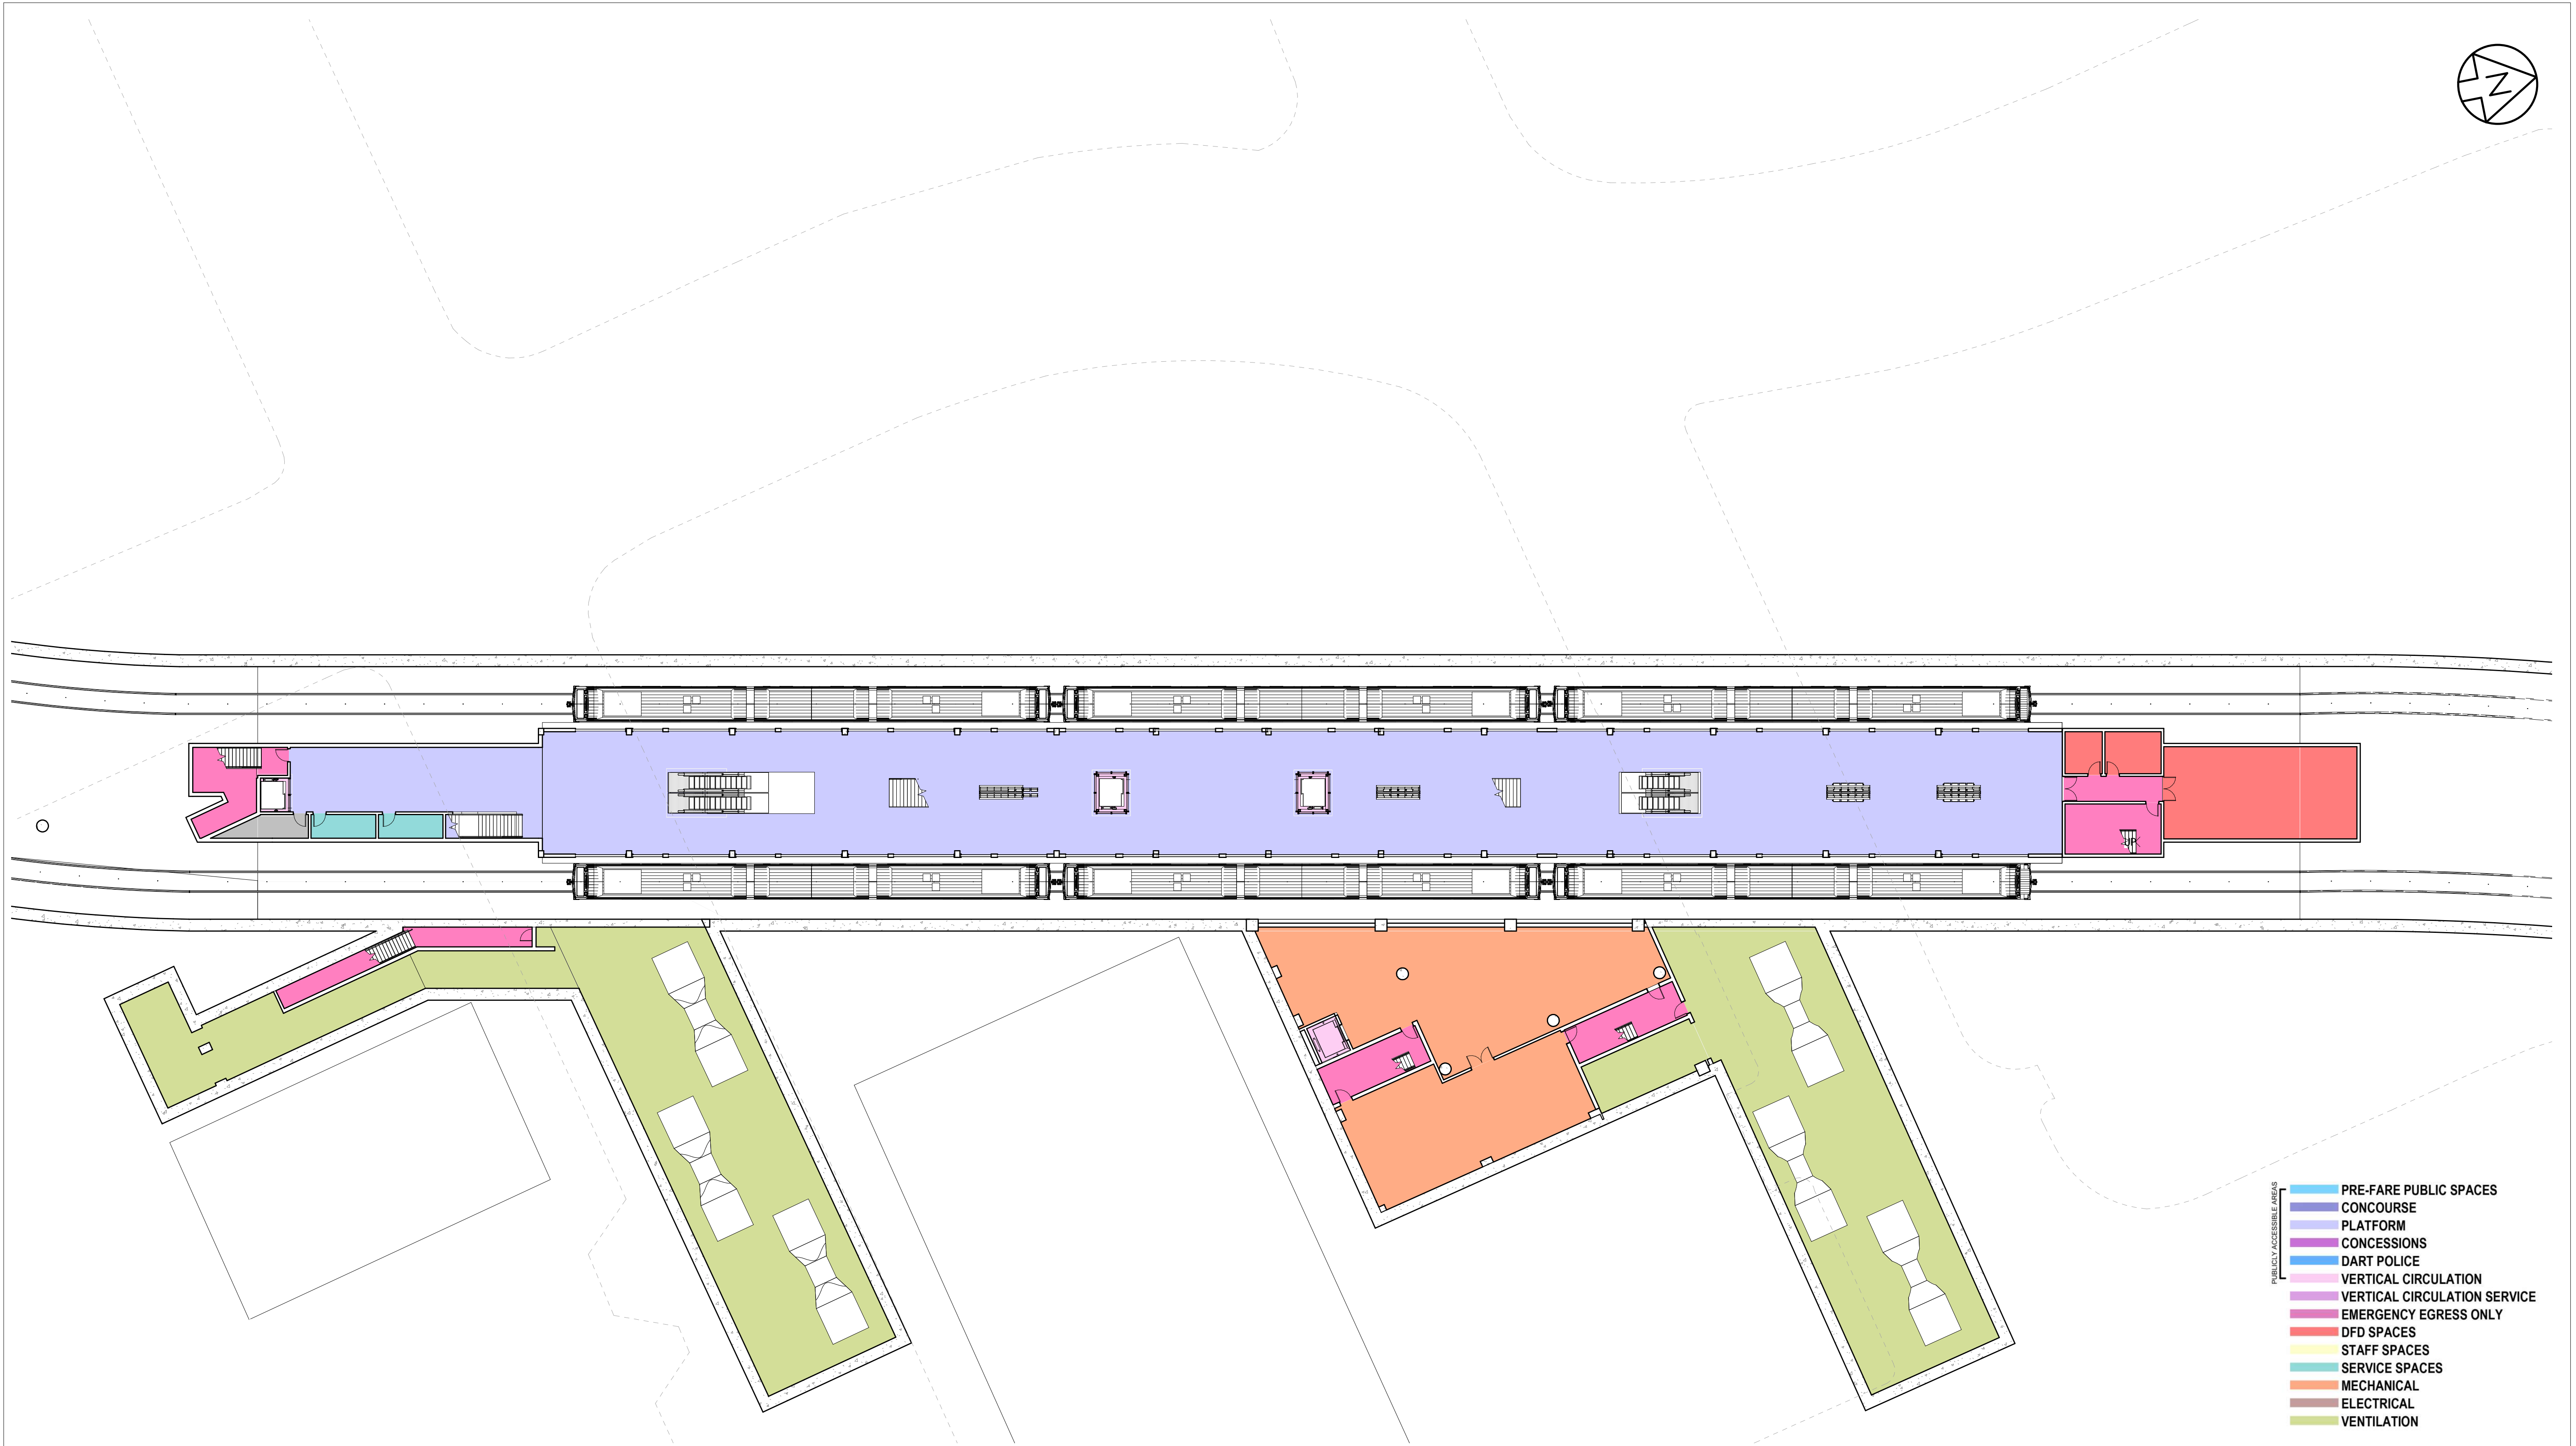 N
UP
PUBLICLY ACCESSIBLE AREAS
PRE-FARE PUBLIC SPACES
CONCOURSE
PLATFORM
CONCESSIONS
DART POLICE
VERTICAL CIRCULATION
VERTICAL CIRCULATION SERVICE
EMERGENCY EGRESS ONLY
DFD SPACES
STAFF SPACES
SERVICE SPACES
MECHANICAL
ELECTRICAL
VENTILATION